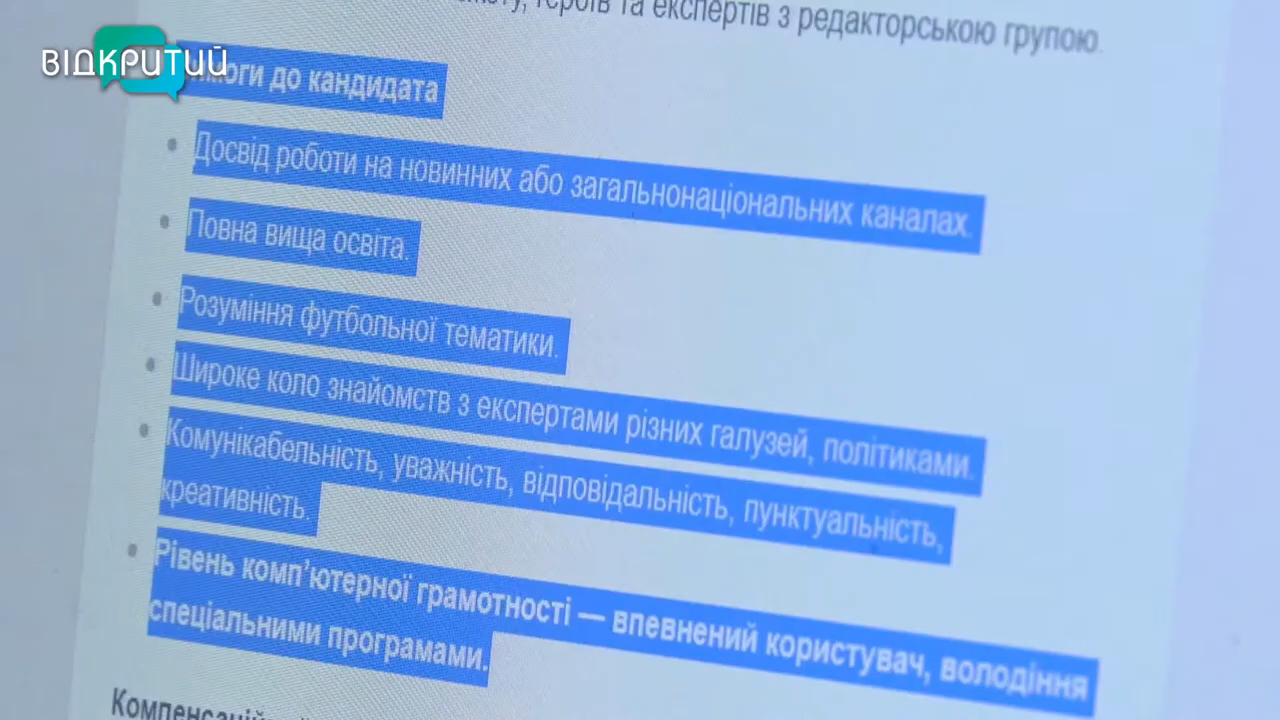 героїв та експертів з редакторською групою.
ВІДКРИТИЙ
до кандидата
Досвід роботи на новинних або загальнонаціональних каналах.
Повна вища освіта.
Розуміння футбольної тематики.
Широке коло знайомств з експертами різних галузей, політиками.
Комунікабельність, уважність, відповідальність, пунктуальність,
креативність.
Рівень комп'ютерної грамотності — впевнений користувач, володіння
спеціальними програмами.